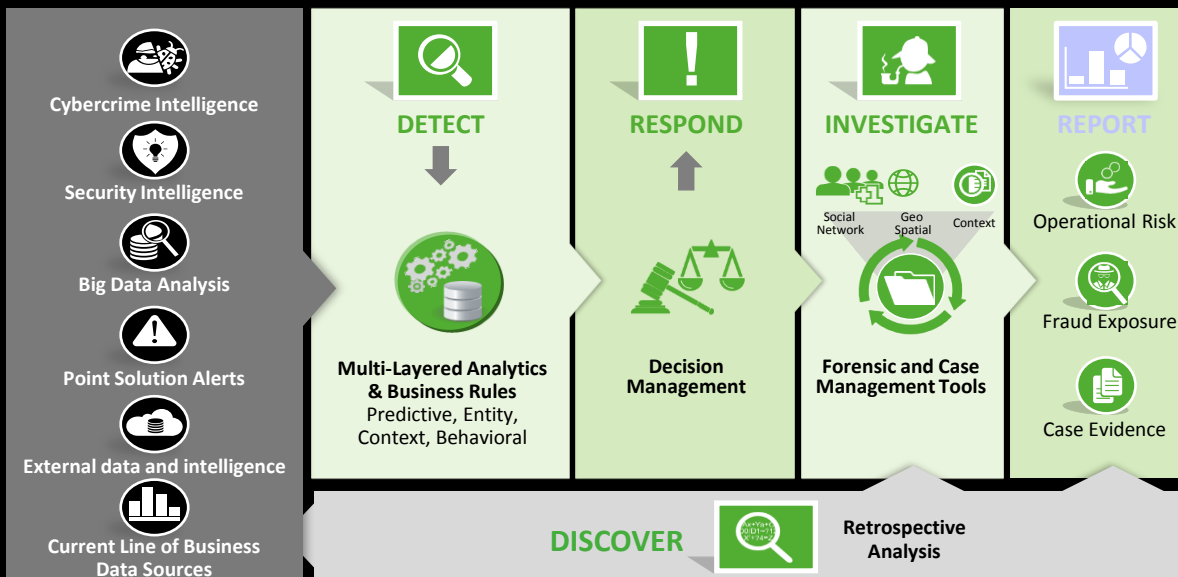 Cybercrime Intelligence
Security Intelligence
Big Data Analysis
Point Solution Alerts
External data and intelligence
Current Line of Business
Data Sources
DETECT
Multi-Layered Analytics
& Business Rules
Predictive, Entity,
Context, Behavioral
RESPOND
Decision
Management
INVESTIGATE
Social
Network
Geo
Spatial
Context
Forensic and Case
Management Tools
REPORT
Operational Risk
Fraud Exposure
Case Evidence
DISCOVER
Retrospective
Analysis